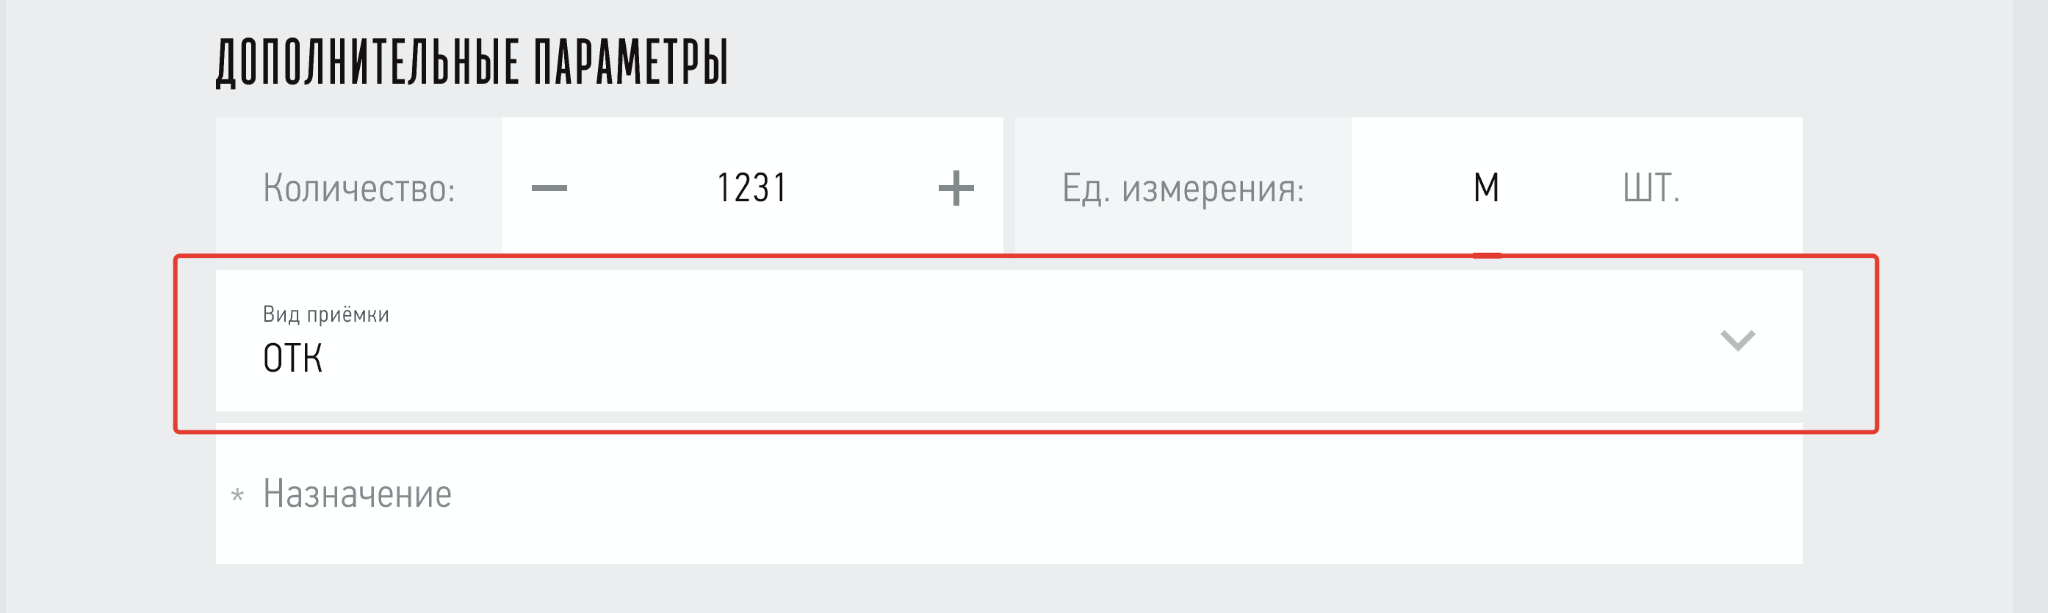 ДОПОЛНИТЕЛЬНЫЕ ПАРАМЕТРЫ
Количество: — 1231 + Ед. измерения: М ШТ.
Вид приёмки
ОТК
* Назначение